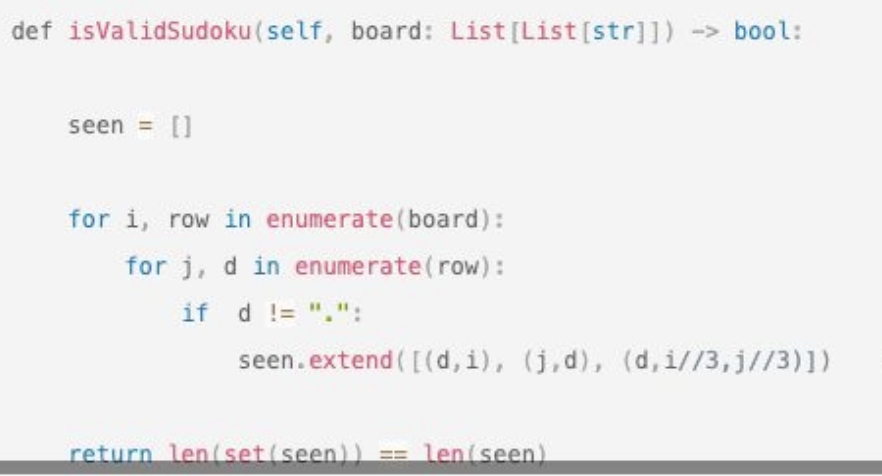 def isValidSudoku(self, board: List[List[str]]) -> bool:
seen = []
for i, row in enumerate(board):
for j, d in enumerate(row):
if  d != ".":
seen.extend([(d,i), (j,d), (d,i//3,j//3)])
return len(set(seen)) == len(seen)